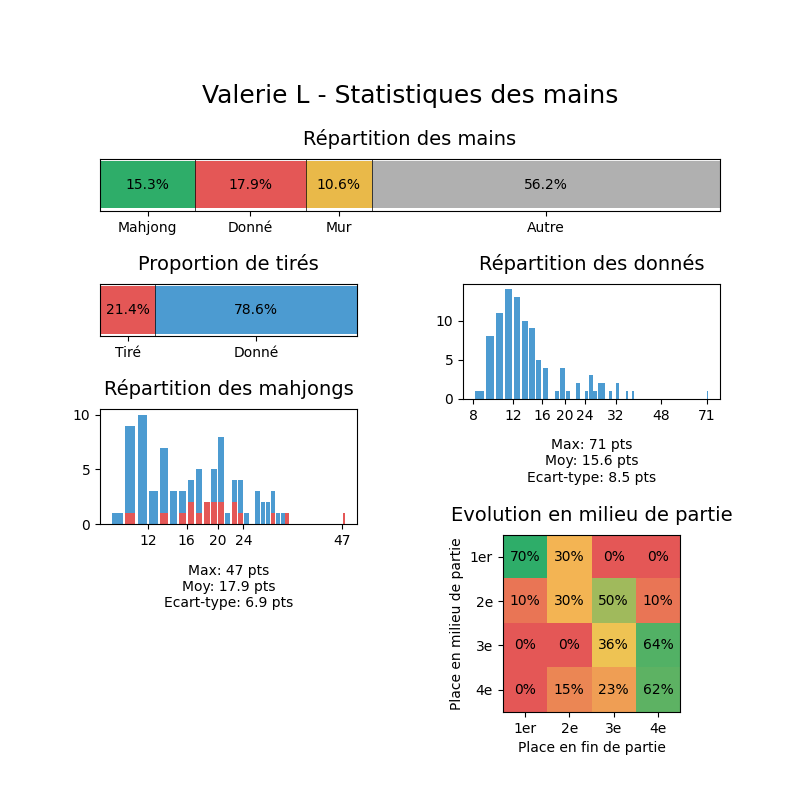 Valerie L - Statistiques des mains
Répartition des mains
15.3% 17.9% 10.6% 56.2%
Mahjong Donné Mur Autre
Proportion de tirés
21.4% 78.6%
Tiré Donné
Répartition des donnés
10
5
0
8 12 16 20 24 32 48 71
Max: 71 pts
Moy: 15.6 pts
Ecart-type: 8.5 pts
Répartition des mahjongs
10
5
0
12 16 20 24 47
Max: 47 pts
Moy: 17.9 pts
Ecart-type: 6.9 pts
Evolution en milieu de partie
Place en milieu de partie
1er 70% 30% 0% 0%
2e 10% 30% 50% 10%
3e 0% 0% 36% 64%
4e 0% 15% 23% 62%
1er 2e 3e 4e
Place en fin de partie